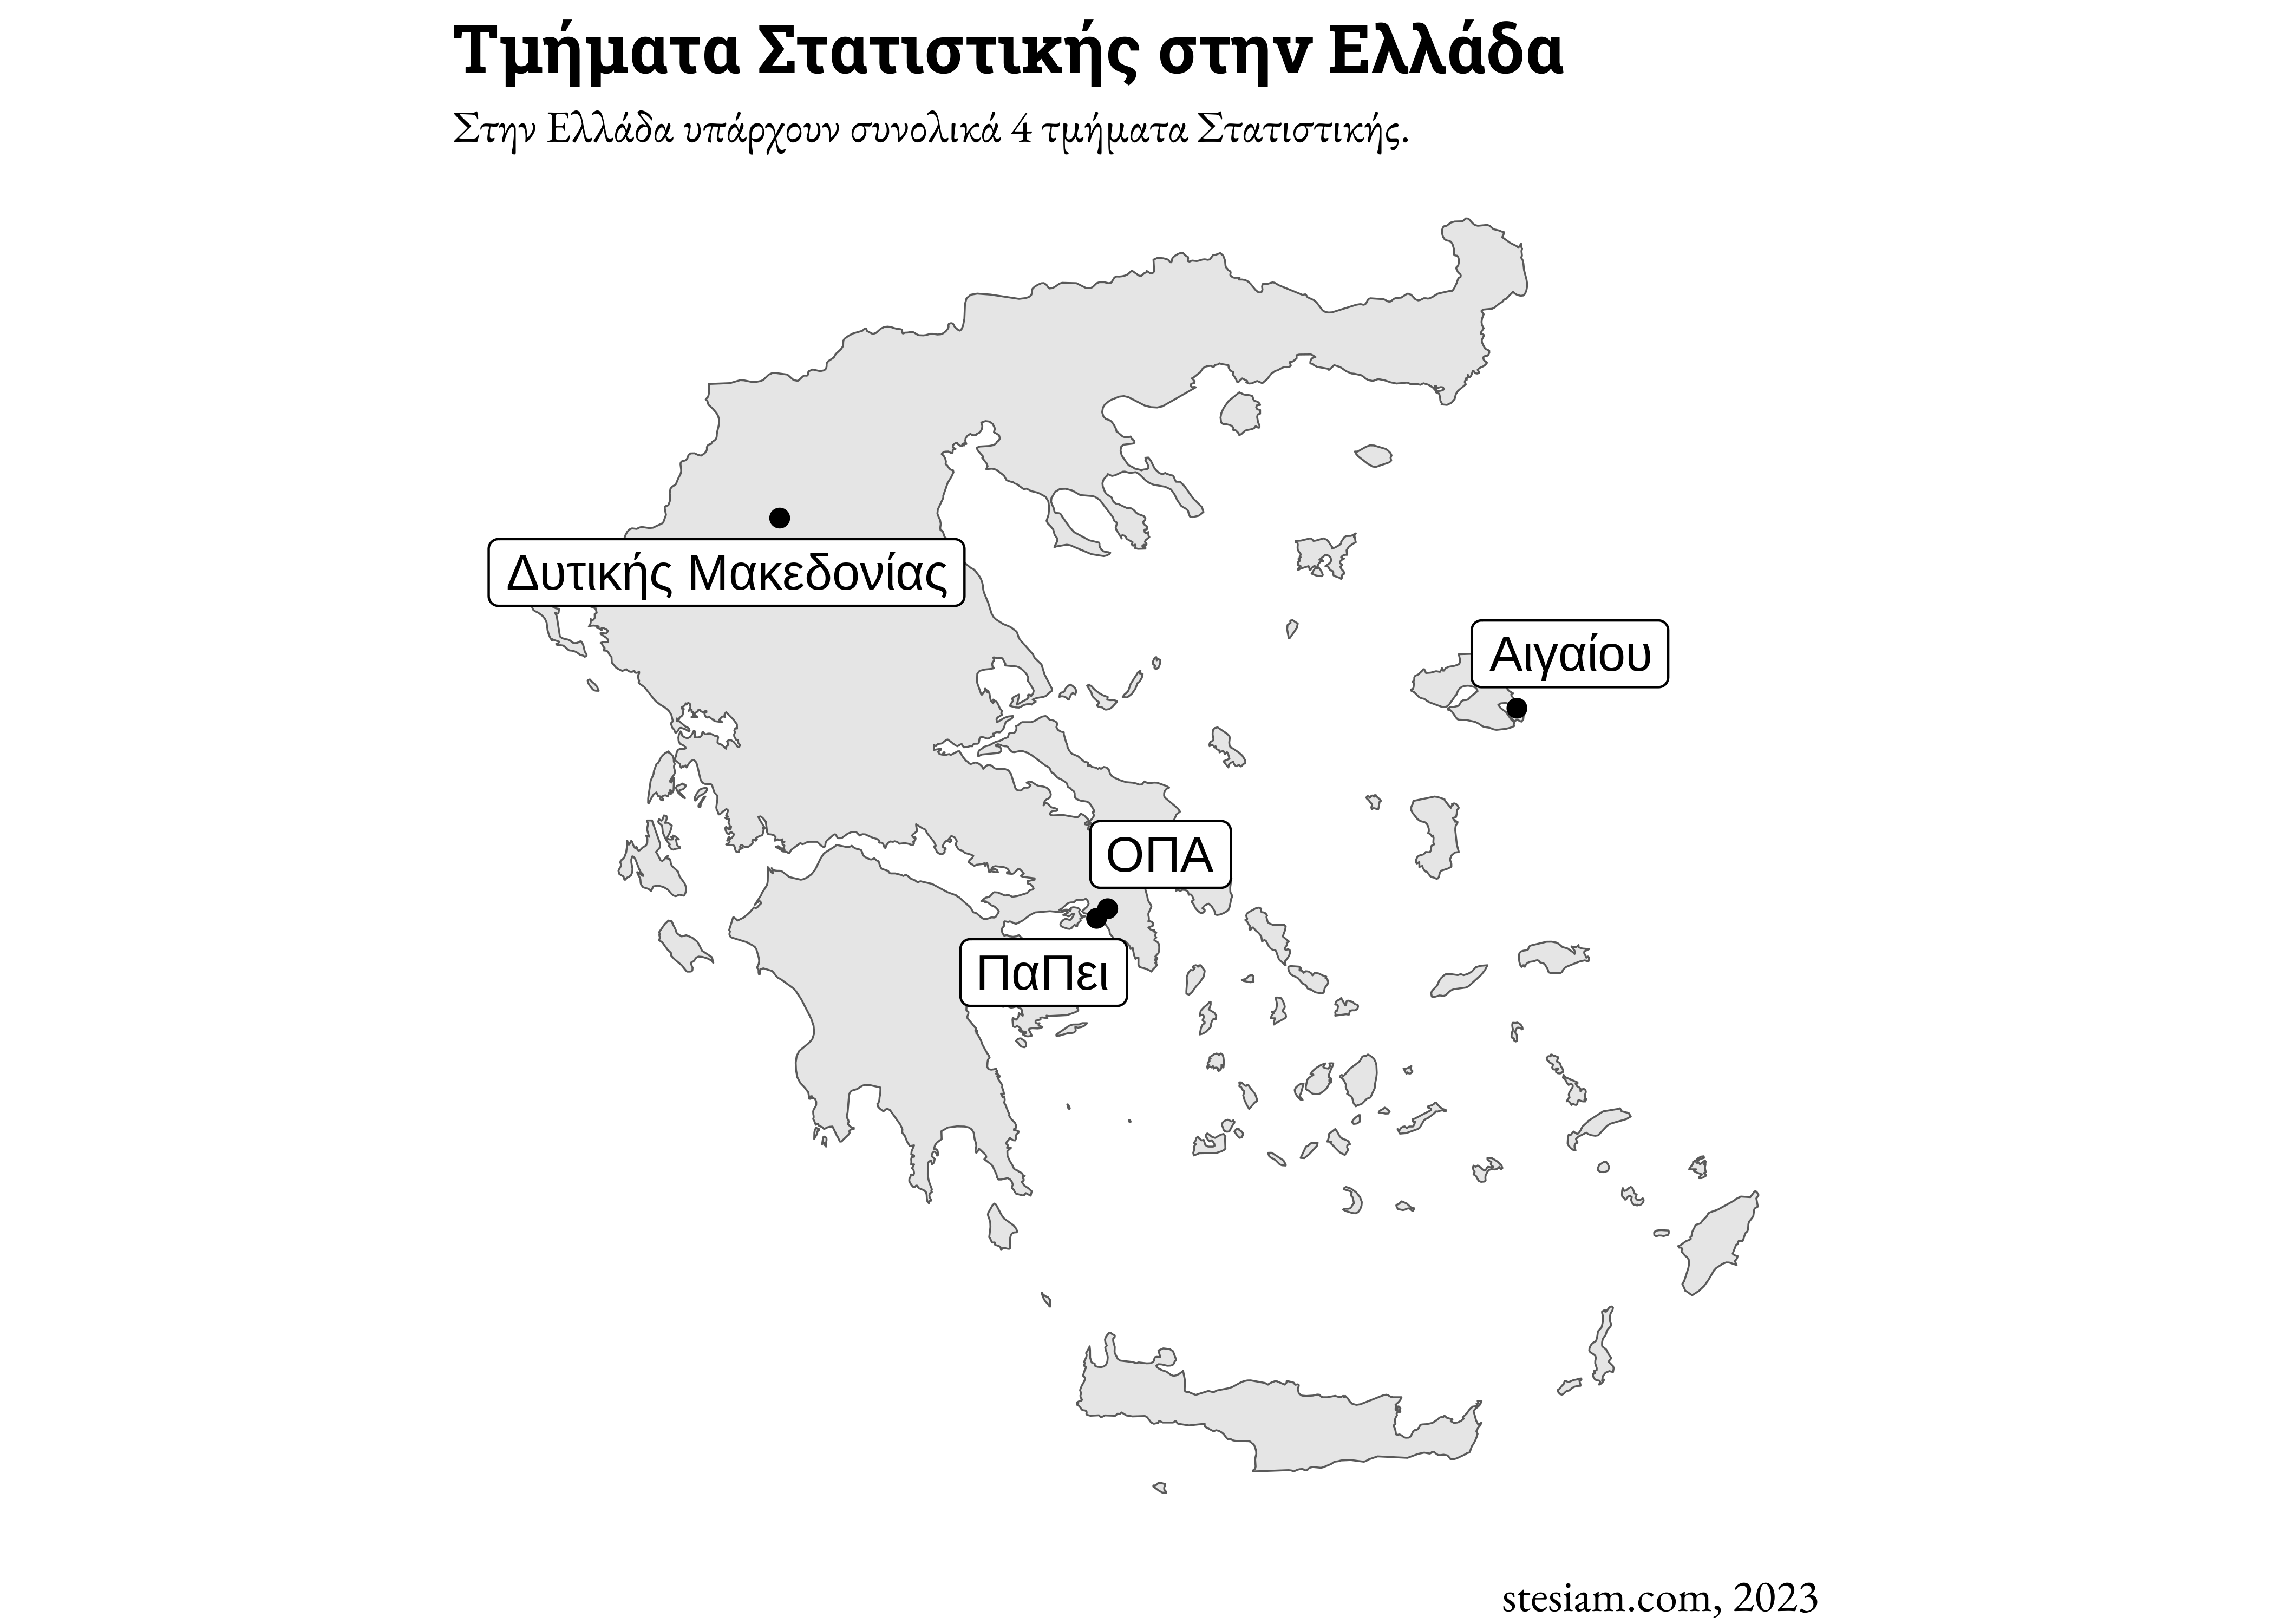 Τμήματα Στατιστικής στην Ελλάδα
Στην Ελλάδα υπάρχουν συνολικά 4 τμήματα Στατιστικής.
Δυτικής Μακεδονίας
Αιγαίου
ΟΠΑ
ΠαΠει
stesiam.com, 2023